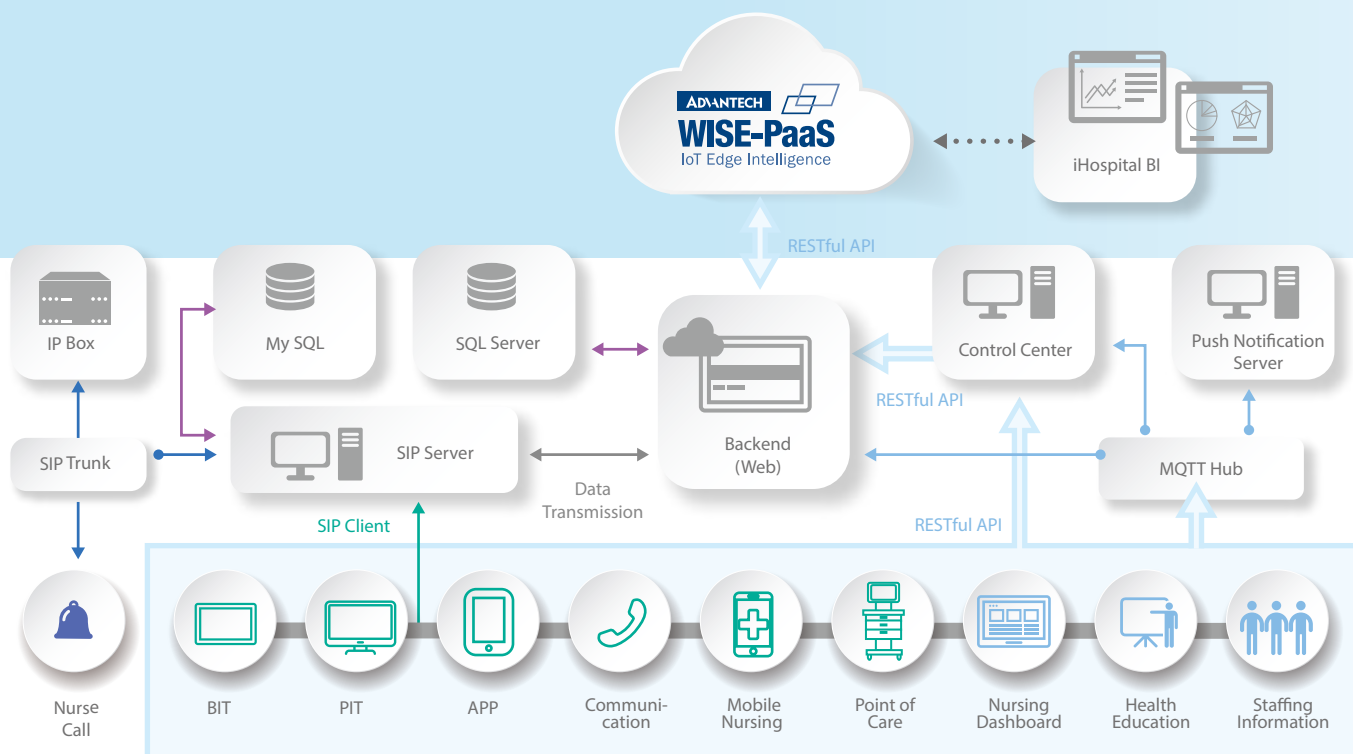 ADVANTECH
WISE-PaaS
IoT Edge Intelligence
iHospital BI
RESTful API
IP Box
My SQL
SQL Server
Control Center
Push Notification
Server
RESTful API
SIP Trunk
SIP Server
Backend
(Web)
MQTT Hub
Data
Transmission
SIP Client
RESTful API
Nurse
Call
BIT
PIT
APP
Communi-
cation
Mobile
Nursing
Point of
Care
Nursing
Dashboard
Health
Education
Staffing
Information